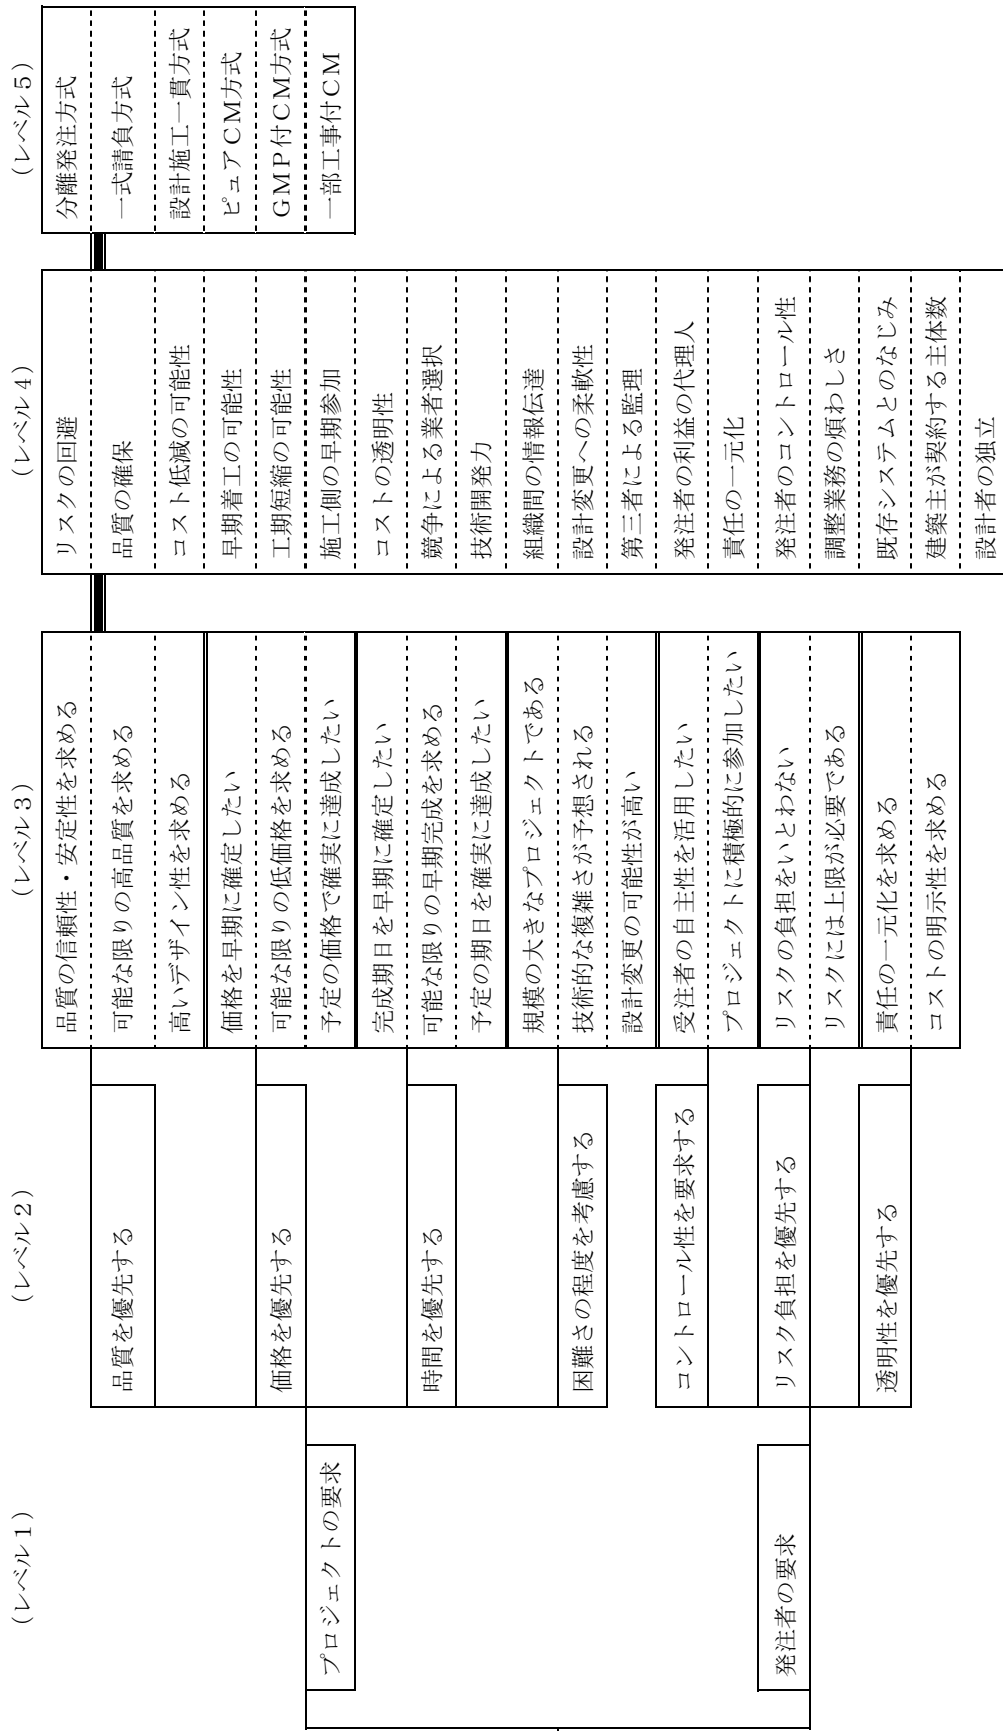 (レベル1)
プロジェクトの要求
発注者の要求
(レベル2)
品質を優先する
価格を優先する
時間を優先する
困難さの程度を考慮する
コントロール性を要求する
リスク負担を優先する
透明性を優先する
(レベル3)
品質の信頼性・安定性を求める
可能な限りの高品質を求める
高いデザイン性を求める
価格を早期に確定したい
可能な限りの低価格を求める
予定の価格で確実に達成したい
完成期日を早期に確定したい
可能な限りの早期完成を求める
予定の期日を確実に達成したい
規模の大きなプロジェクトである
技術的な複雑さが予想される
設計変更の可能性が高い
受注者の自主性を活用したい
プロジェクトに積極的に参加したい
リスクの負担をいとわない
リスクには上限が必要である
責任の一元化を求める
コストの明示性を求める
(レベル4)
リスクの回避
品質の確保
コスト低減の可能性
早期着工の可能性
工期短縮の可能性
施工側の早期参加
コストの透明性
競争による業者選択
技術開発力
組織間の情報伝達
設計変更への柔軟性
第三者による監理
発注者の利益の代理人
責任の一元化
発注者のコントロール性
調整業務の煩わしさ
既存システムとのなじみ
建築主が契約する主体数
設計者の独立
(レベル5)
分離発注方式
一式請負方式
設計施工一貫方式
ピュアCM方式
GMP付CM方式
一部工事付CM